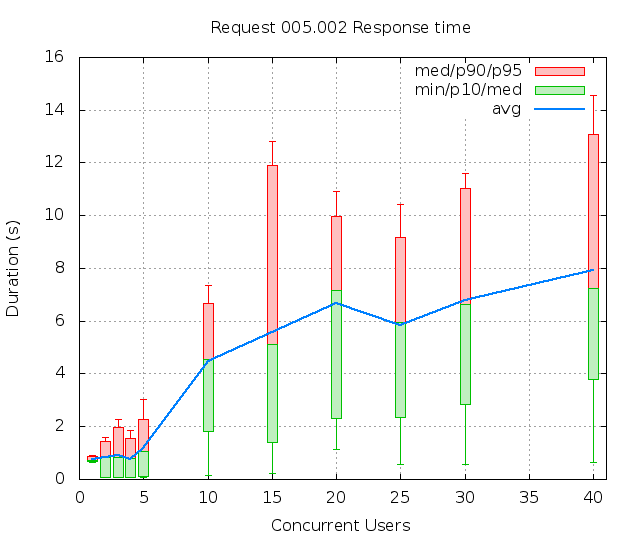 Request 005.002 Response time
med/p90/p95
min/p10/med
avg
Duration (s)
16
14
12
10
8
6
4
2
0
0 5 10 15 20 25 30 35 40
Concurrent Users